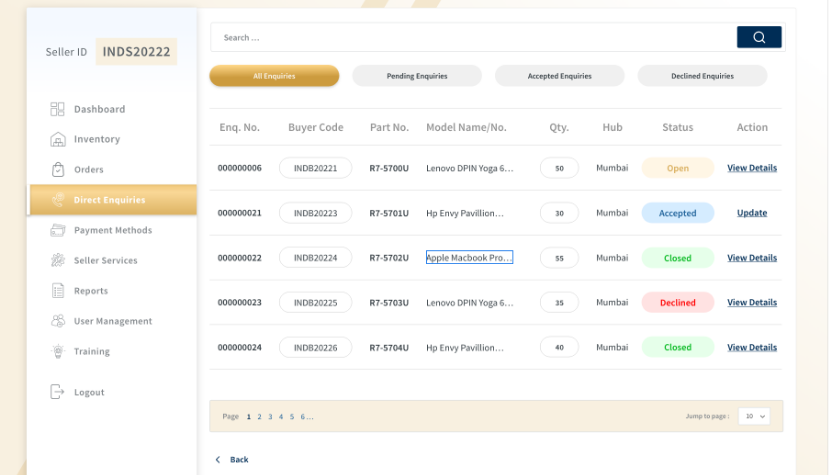 Seller ID INDS20222
Dashboard
Inventory
Orders
Direct Enquiries
Payment Methods
Seller Services
Reports
User Management
Training
Logout
Search ...
All Enquiries Pending Enquiries Accepted Enquiries Declined Enquiries
Enq. No. Buyer Code Part No. Model Name/No. Qty. Hub Status Action
000000006 INDB20221 R7-5700U Lenovo DPIN Yoga 6... 50 Mumbai Open View Details
000000021 INDB20223 R7-5701U Hp Envy Pavillion... 30 Mumbai Accepted Update
000000022 INDB20224 R7-5702U Apple Macbook Pro... 55 Mumbai Closed View Details
000000023 INDB20225 R7-5703U Lenovo DPIN Yoga 6... 35 Mumbai Declined View Details
000000024 INDB20226 R7-5704U Hp Envy Pavillion... 40 Mumbai Closed View Details
Page 1 2 3 4 5 6... Jump to page : 10
Back